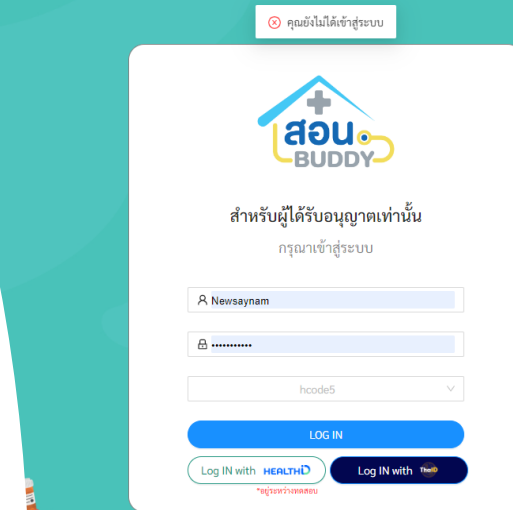 คุณยังไม่ได้เข้าสู่ระบบ
สอน
BUDDY
สำหรับผู้ได้รับอนุญาตเท่านั้น
กรุณาเข้าสู่ระบบ
Newsaynam
•••••••••••
hcode5
LOG IN
Log IN with HEALTHiD
Log IN with ThaiD
*อยู่ระหว่างทดสอบ